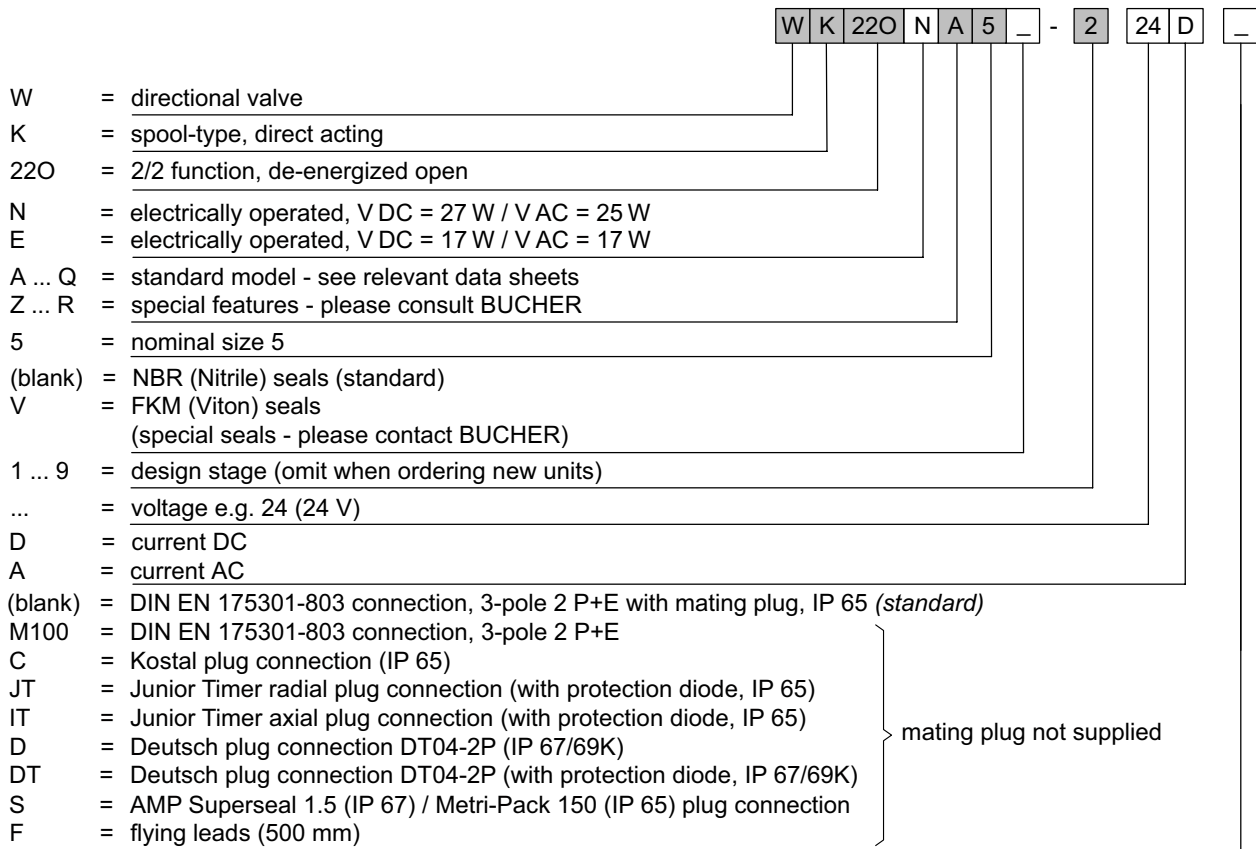 W K 22O N A 5 _ - 2 24 D _
W = directional valve
K = spool-type, direct acting
22O = 2/2 function, de-energized open
N = electrically operated, V DC = 27 W / V AC = 25 W
E = electrically operated, V DC = 17 W / V AC = 17 W
A ... Q = standard model - see relevant data sheets
Z ... R = special features - please consult BUCHER
5 = nominal size 5
(blank) = NBR (Nitrile) seals (standard)
V = FKM (Viton) seals
(special seals - please contact BUCHER)
1 ... 9 = design stage (omit when ordering new units)
... = voltage e.g. 24 (24 V)
D = current DC
A = current AC
(blank) = DIN EN 175301-803 connection, 3-pole 2 P+E with mating plug, IP 65 (standard)
M100 = DIN EN 175301-803 connection, 3-pole 2 P+E
C = Kostal plug connection (IP 65)
JT = Junior Timer radial plug connection (with protection diode, IP 65)
IT = Junior Timer axial plug connection (with protection diode, IP 65)
D = Deutsch plug connection DT04-2P (IP 67/69K)
mating plug not supplied
DT = Deutsch plug connection DT04-2P (with protection diode, IP 67/69K)
S = AMP Superseal 1.5 (IP 67) / Metri-Pack 150 (IP 65) plug connection
F = flying leads (500 mm)